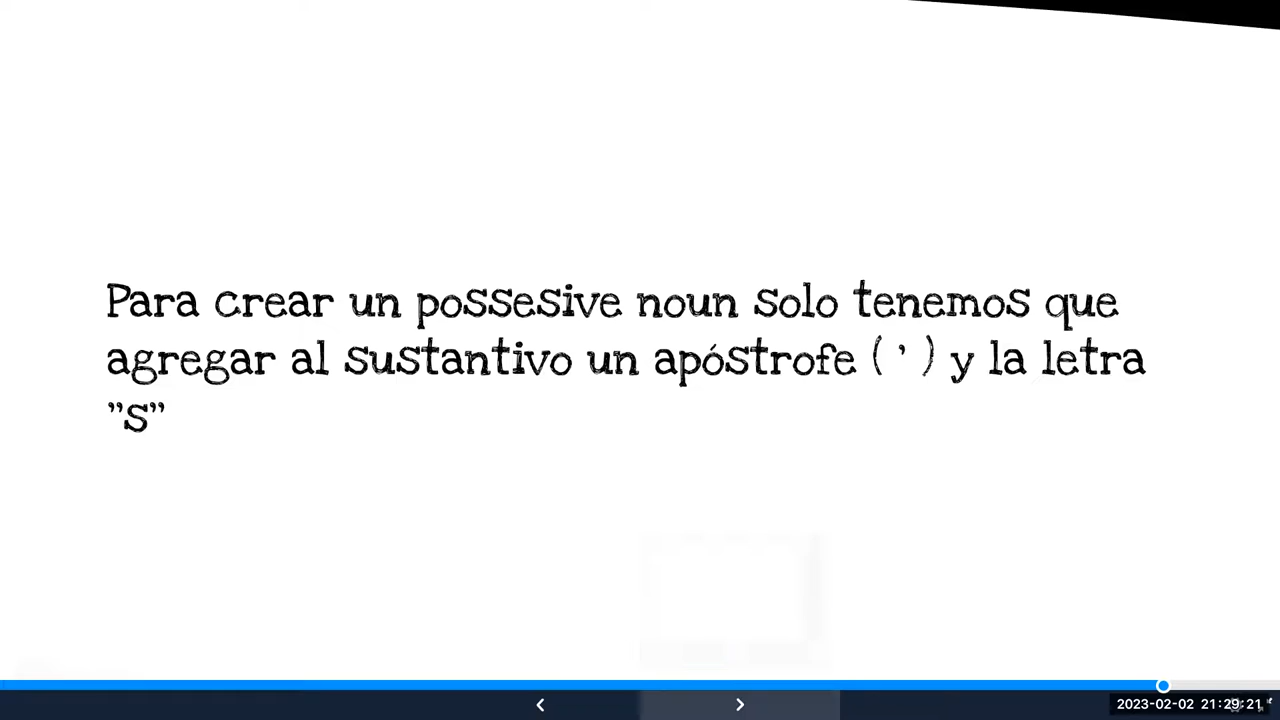 Para crear un possesive noun solo tenemos que
agregar al sustantivo un apóstrofe ( ’ ) y la letra
”s”
2023-02-02 21:29:21